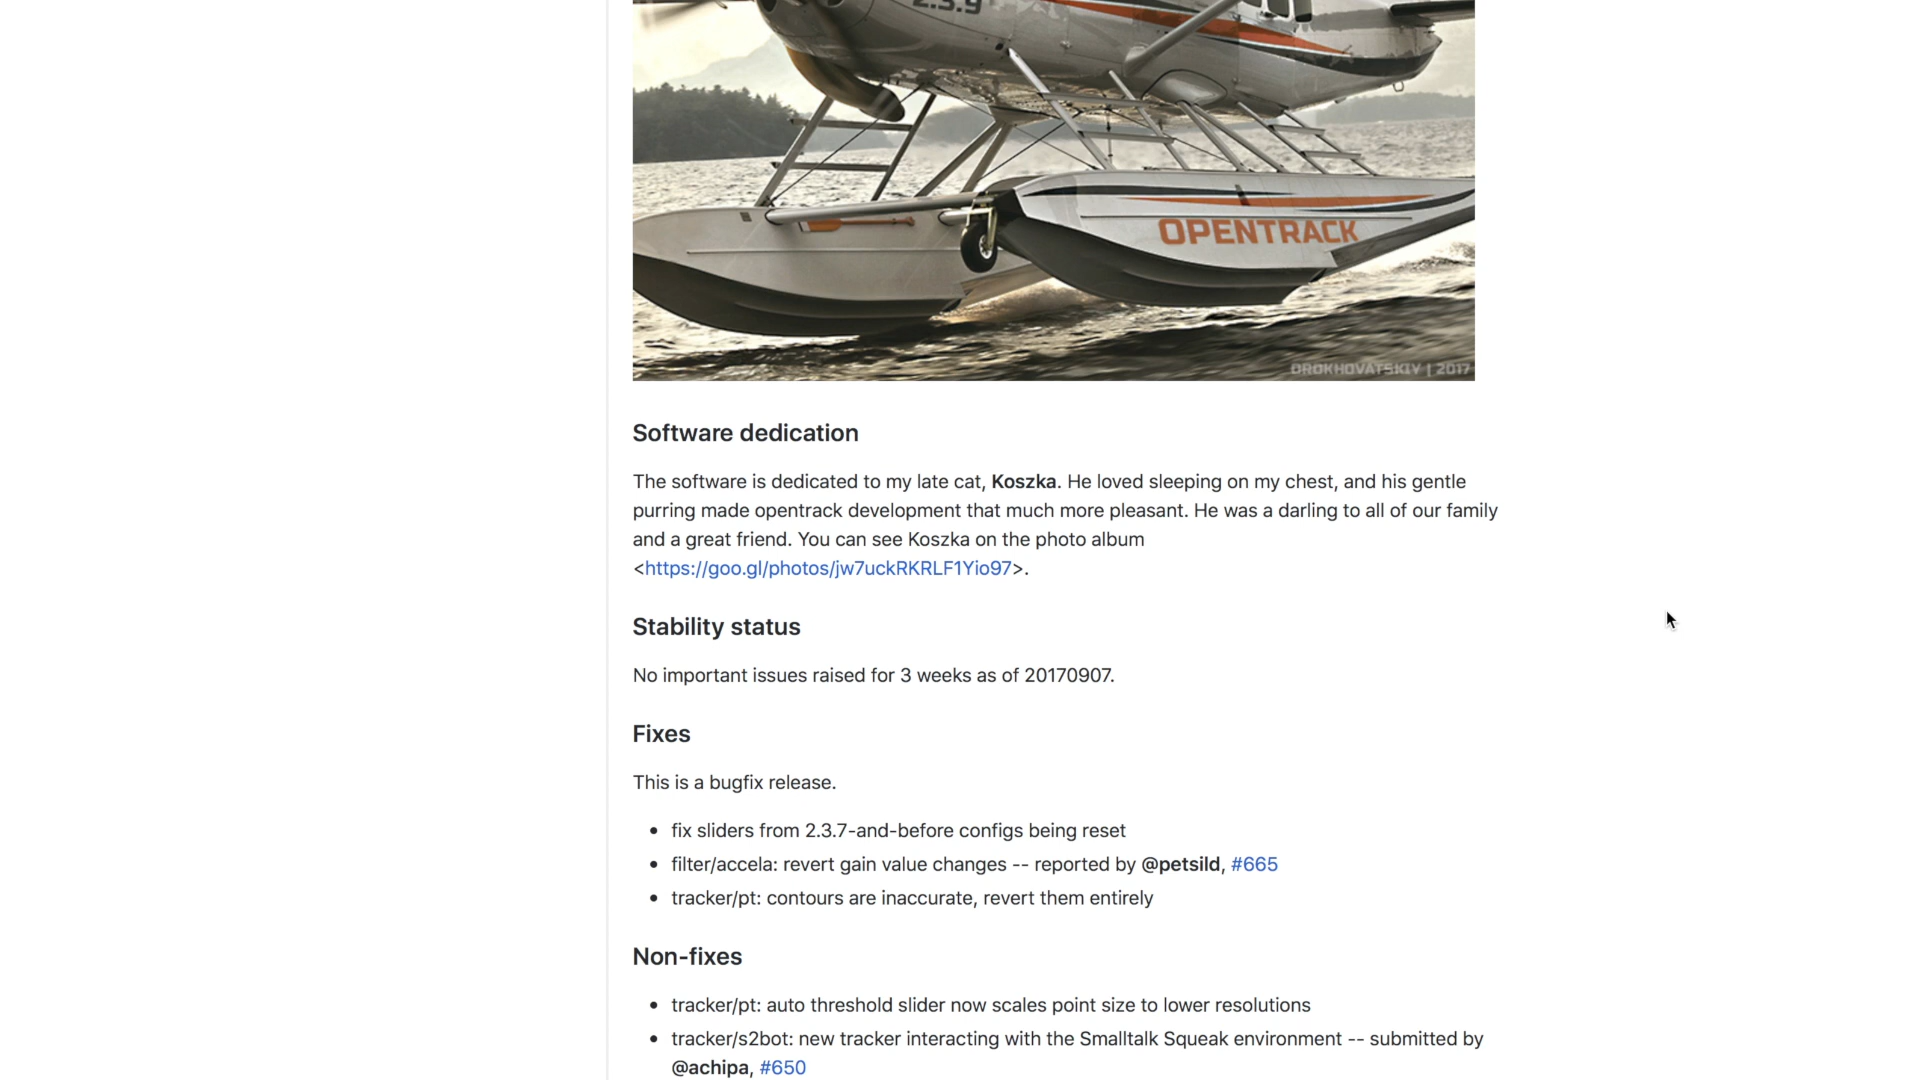 2.3.9
OPENTRACK
OROKHOVATSKIY | 2017
Software dedication
The software is dedicated to my late cat, Koszka. He loved sleeping on my chest, and his gentle
purring made opentrack development that much more pleasant. He was a darling to all of our family
and a great friend. You can see Koszka on the photo album
<https://goo.gl/photos/jw7uckRKRLF1Yio97>.
Stability status
No important issues raised for 3 weeks as of 20170907.
Fixes
This is a bugfix release.
• fix sliders from 2.3.7-and-before configs being reset
• filter/accela: revert gain value changes -- reported by @petsild, #665
• tracker/pt: contours are inaccurate, revert them entirely
Non-fixes
• tracker/pt: auto threshold slider now scales point size to lower resolutions
• tracker/s2bot: new tracker interacting with the Smalltalk Squeak environment -- submitted by
@achipa, #650